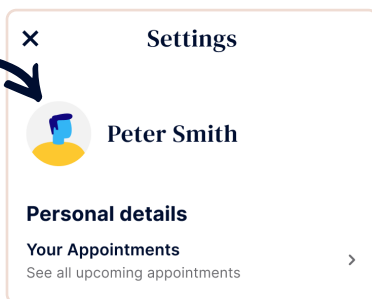 Settings
Peter Smith
Personal details
Your Appointments
See all upcoming appointments